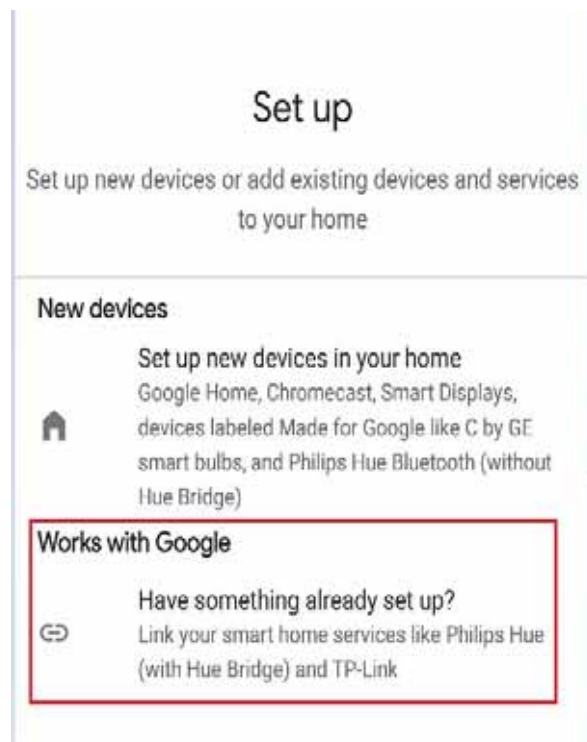 Set up
Set up new devices or add existing devices and services
to your home
New devices
Set up new devices in your home
Google Home, Chromecast, Smart Displays,
devices labeled Made for Google like C by GE
smart bulbs, and Philips Hue Bluetooth (without
Hue Bridge)
Works with Google
Have something already set up?
Link your smart home services like Philips Hue
(with Hue Bridge) and TP-Link